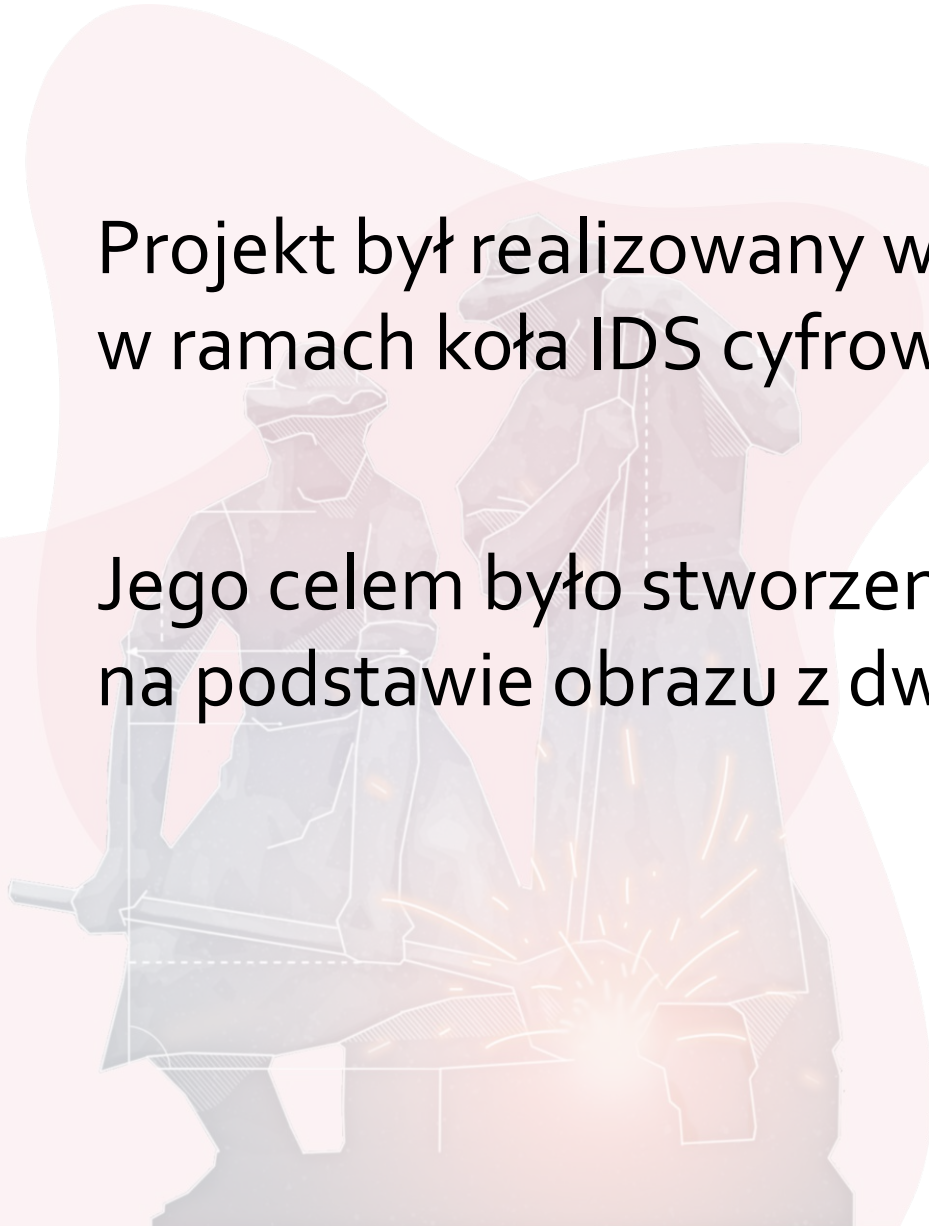 Projekt był realizowany w
w ramach koła IDS cyfrow
Jego celem było stworzen
na podstawie obrazu z dw